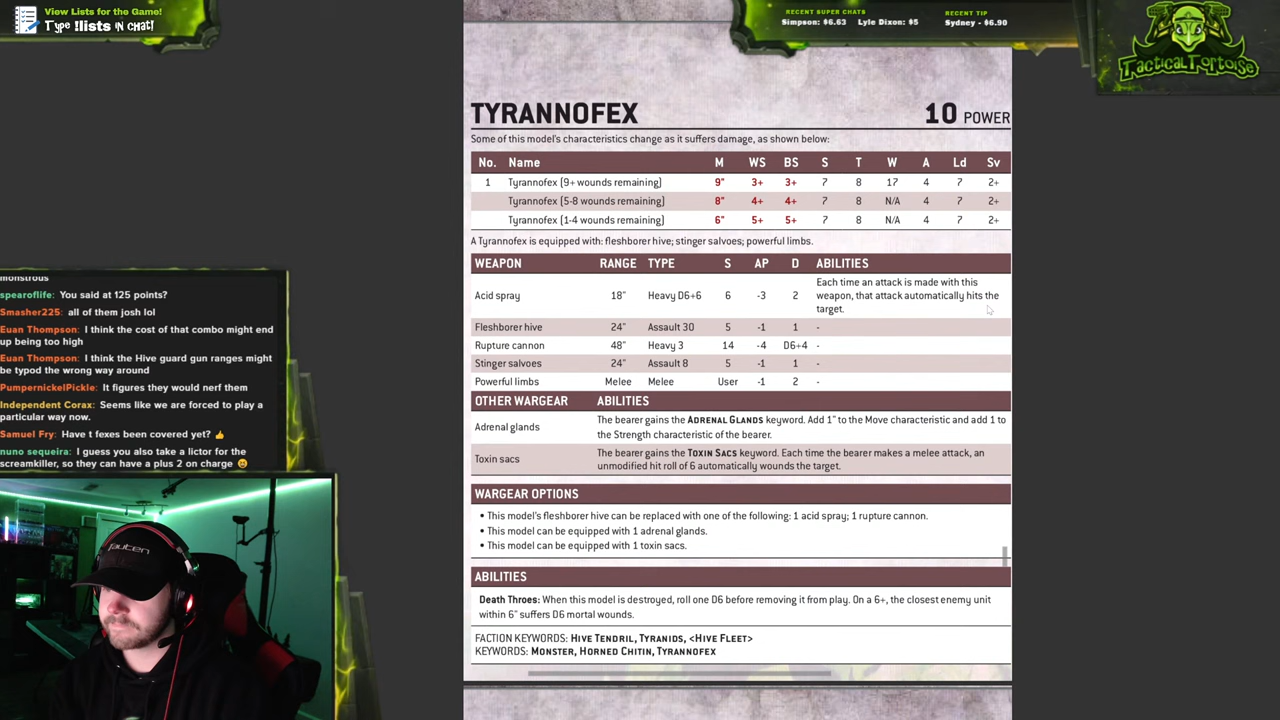 View Lists for the Game!
Type !lists in chat!
RECENT SUPER CHATS
Simpson: $6.63 Lyle Dixon: $5
RECENT TIP
Sydney - $6.90
TacticalTortoise
TYRANNOFEX 10 POWER
Some of this model's characteristics change as it suffers damage, as shown below:
No. Name M WS BS S T W A Ld Sv
1 Tyrannofex (9+ wounds remaining) 9" 3+ 3+ 7 8 17 4 7 2+
Tyrannofex (5-8 wounds remaining) 8" 4+ 4+ 7 8 N/A 4 7 2+
Tyrannofex (1-4 wounds remaining) 6" 5+ 5+ 7 8 N/A 4 7 2+
A Tyrannofex is equipped with: fleshborer hive; stinger salvoes; powerful limbs.
WEAPON RANGE TYPE S AP D ABILITIES
Acid spray 18" Heavy D6+6 6 -3 2 Each time an attack is made with this
weapon, that attack automatically hits the
target.
Fleshborer hive 24" Assault 30 5 -1 1 -
Rupture cannon 48" Heavy 3 14 -4 D6+4 -
Stinger salvoes 24" Assault 8 5 -1 1 -
Powerful limbs Melee Melee User -1 2 -
OTHER WARGEAR ABILITIES
Adrenal glands The bearer gains the ADRENAL GLANDS keyword. Add 1" to the Move characteristic and add 1 to
the Strength characteristic of the bearer.
Toxin sacs The bearer gains the TOXIN SACS keyword. Each time the bearer makes a melee attack, an
unmodified hit roll of 6 automatically wounds the target.
WARGEAR OPTIONS
• This model's fleshborer hive can be replaced with one of the following: 1 acid spray; 1 rupture cannon.
• This model can be equipped with 1 adrenal glands.
• This model can be equipped with 1 toxin sacs.
ABILITIES
Death Throes: When this model is destroyed, roll one D6 before removing it from play. On a 6+, the closest enemy unit
within 6" suffers D6 mortal wounds.
FACTION KEYWORDS: HIVE TENDRIL, TYRANIDS, <HIVE FLEET>
KEYWORDS: MONSTER, HORNED CHITIN, TYRANNOFEX
monstrous
spearoflife: You said at 125 points?
Smasher225: all of them josh lol
Euan Thompson: I think the cost of that combo might end
up being too high
Euan Thompson: I think the Hive guard gun ranges might
be typod the wrong way around
PumpernickelPickle: It figures they would nerf them
Independent Corax: Seems like we are forced to play a
particular way now.
Samuel Fry: Have t fexes been covered yet? 👍
nuno sequeira: I guess you also take a lictor for the
screamkiller, so they can have a plus 2 on charge 😀
fauten